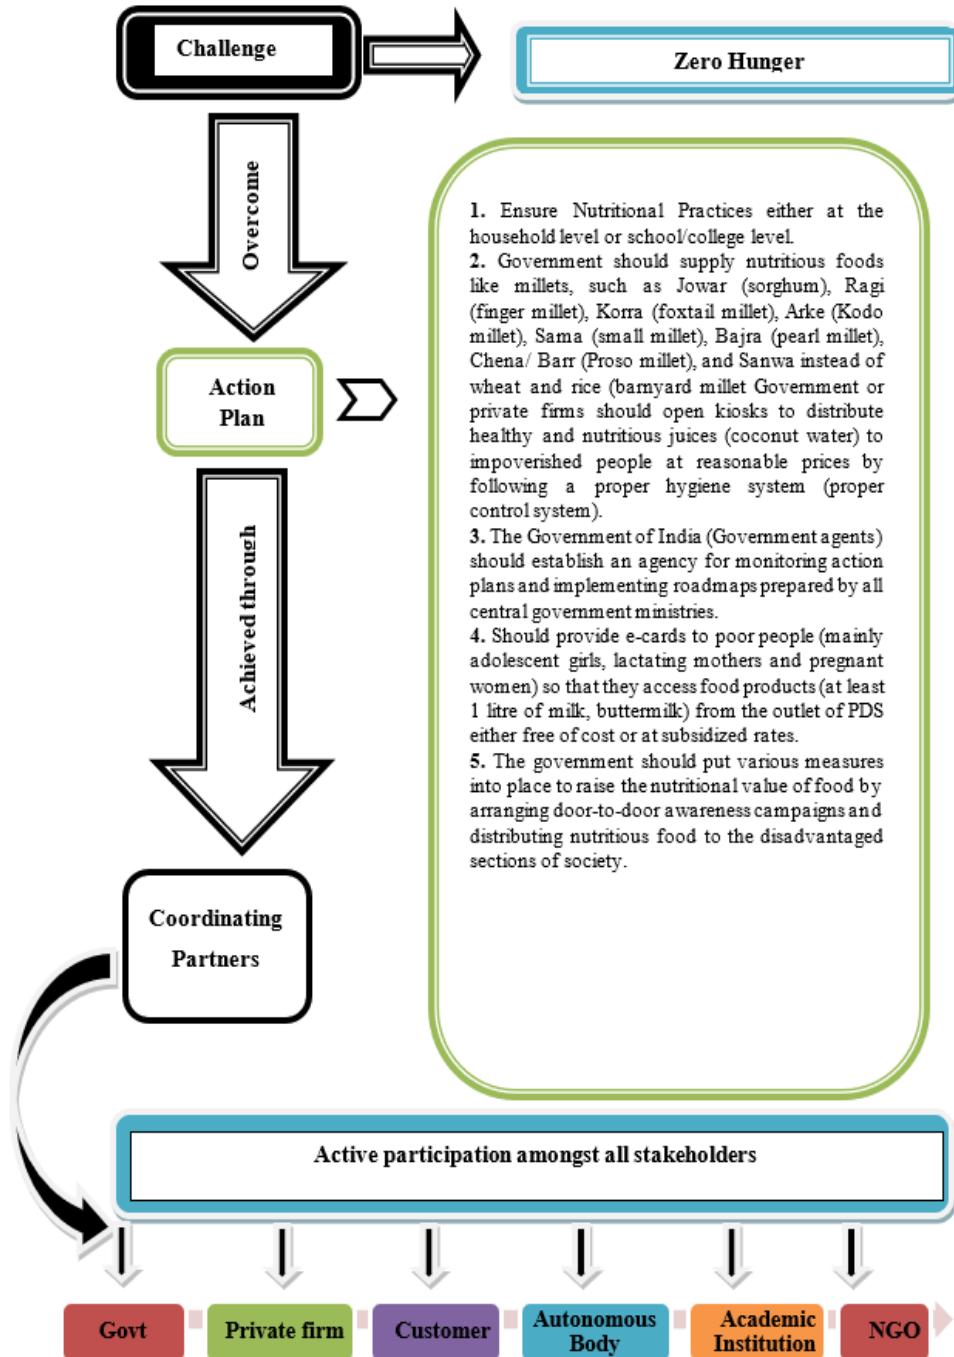 Challenge
Zero Hunger
Overcome
1. Ensure Nutritional Practices either at the
household level or school/college level.
2. Government should supply nutritious foods
like millets, such as Jowar (sorghum), Ragi
(finger millet), Korra (foxtail millet), Arke (Kodo
millet), Sama (small millet), Bajra (pearl millet),
Chena/ Barr (Proso millet), and Sanwa instead of
wheat and rice (barnyard millet Government or
private firms should open kiosks to distribute
healthy and nutritious juices (coconut water) to
impoverished people at reasonable prices by
following a proper hygiene system (proper
control system).
3. The Government of India (Government agents)
should establish an agency for monitoring action
plans and implementing roadmaps prepared by all
central government ministries.
4. Should provide e-cards to poor people (mainly
adolescent girls, lactating mothers and pregnant
women) so that they access food products (at least
1 litre of milk, buttermilk) from the outlet of PDS
either free of cost or at subsidized rates.
5. The government should put various measures
into place to raise the nutritional value of food by
arranging door-to-door awareness campaigns and
distributing nutritious food to the disadvantaged
sections of society.
Action
Plan
Achieved through
Coordinating
Partners
Active participation amongst all stakeholders
Govt
Private firm
Customer
Autonomous
Body
Academic
Institution
NGO